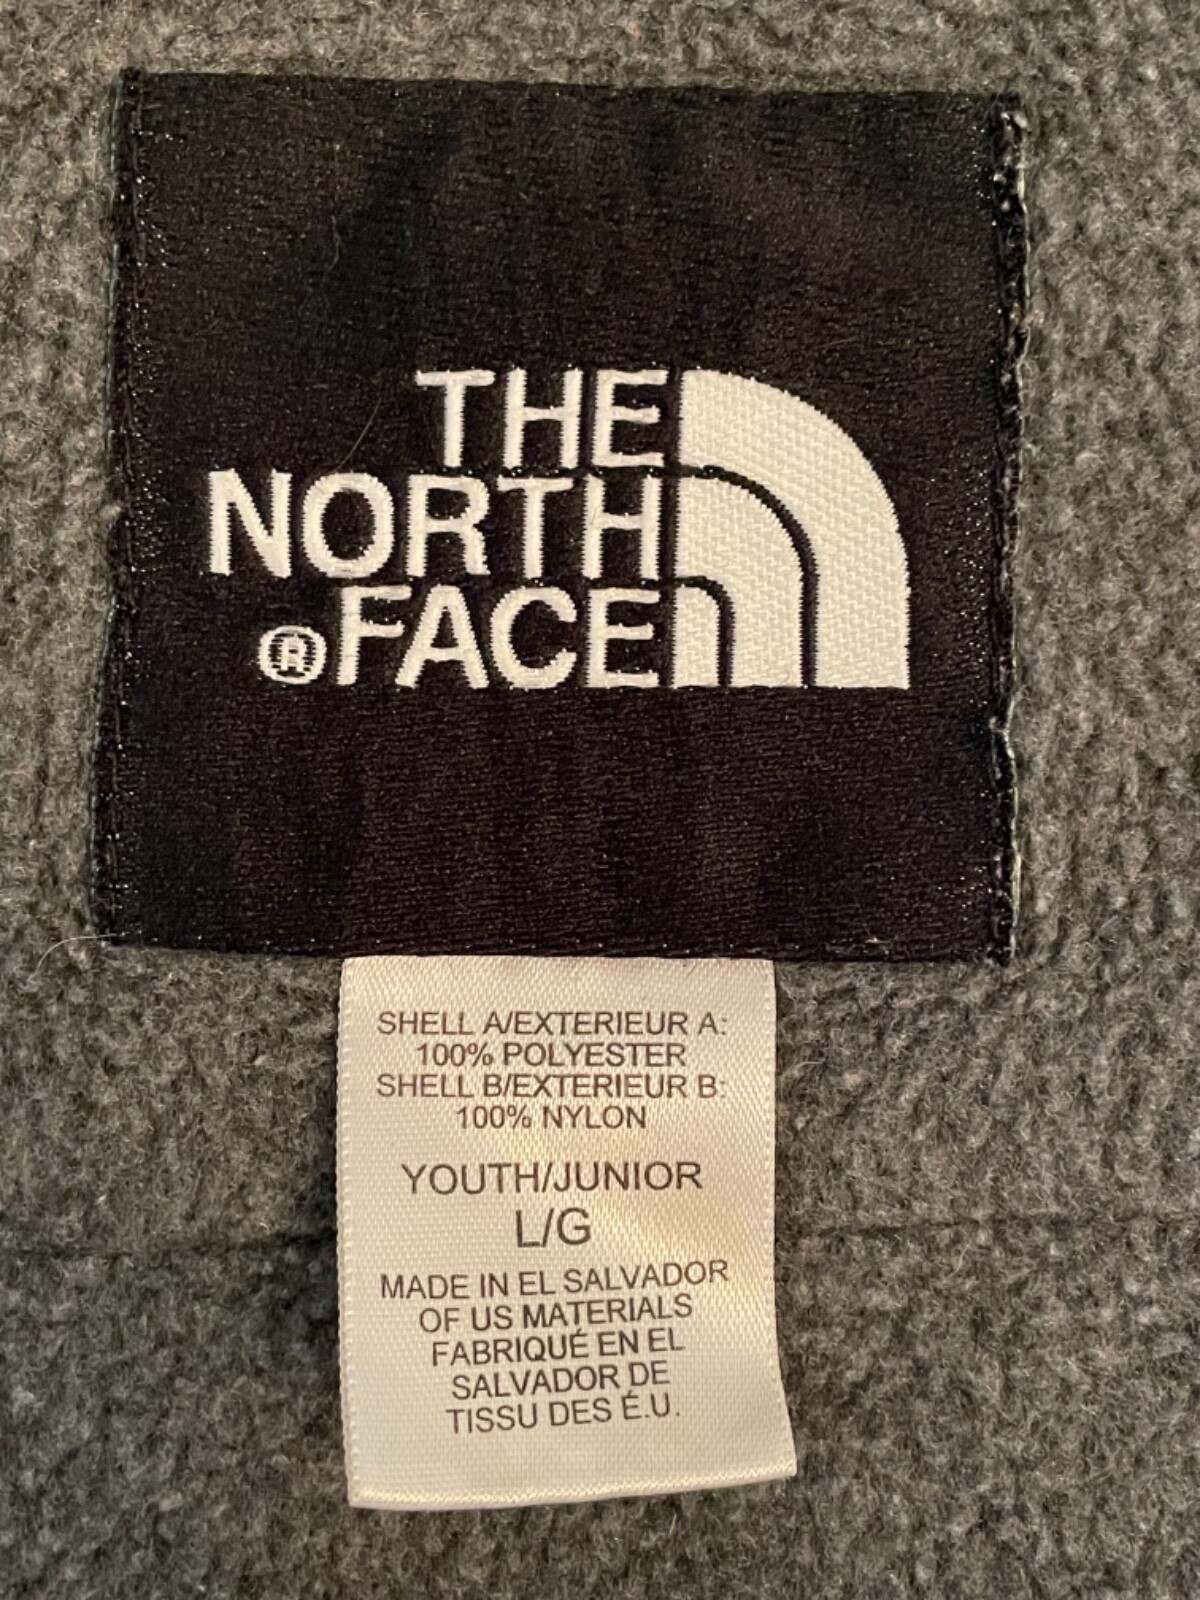 THE
NORTH
®FACE
SHELL A/EXTERIEUR A:
100% POLYESTER
SHELL B/EXTERIEUR B:
100% NYLON
YOUTH/JUNIOR
L/G
MADE IN EL SALVADOR
OF US MATERIALS
FABRIQUÉ EN EL
SALVADOR DE
TISSU DES É.U.